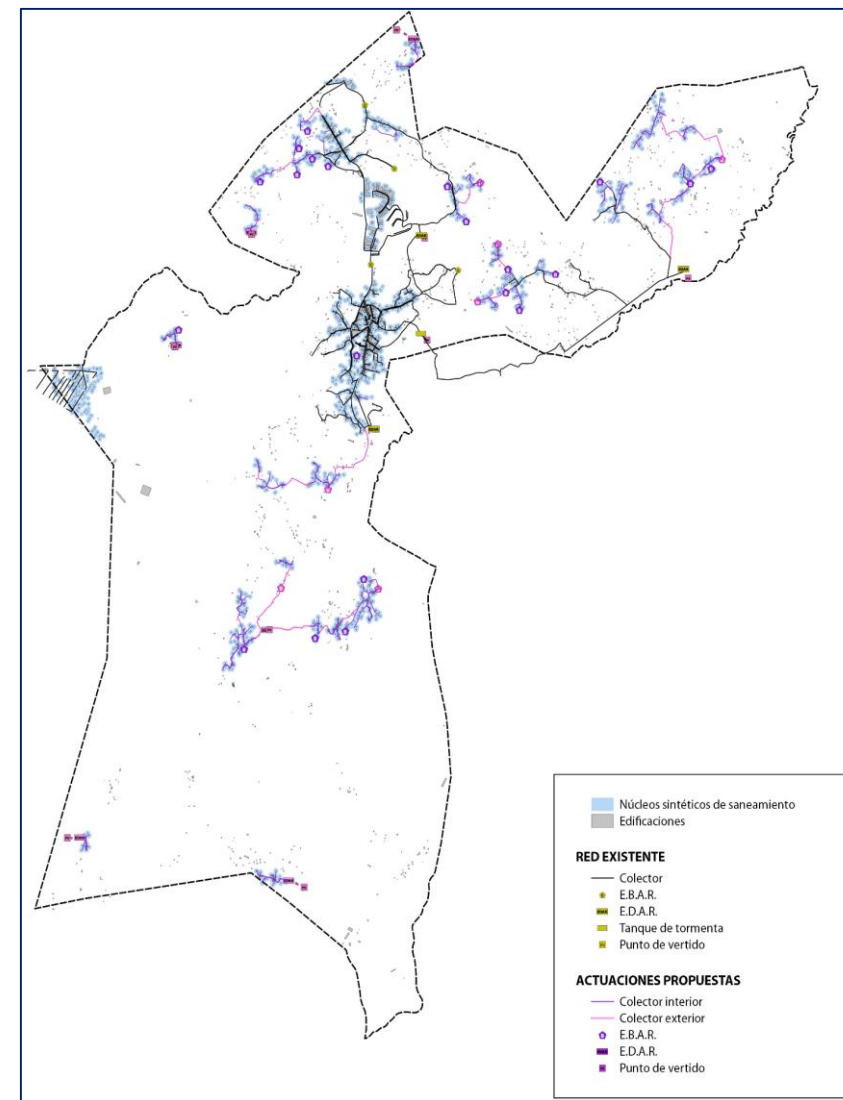 Núcleos sintéticos de saneamiento
Edificaciones
RED EXISTENTE
Colector
E.B.A.R.
E.D.A.R.
Tanque de tormenta
Punto de vertido
ACTUACIONES PROPUESTAS
Colector interior
Colector exterior
E.B.A.R.
E.D.A.R.
Punto de vertido